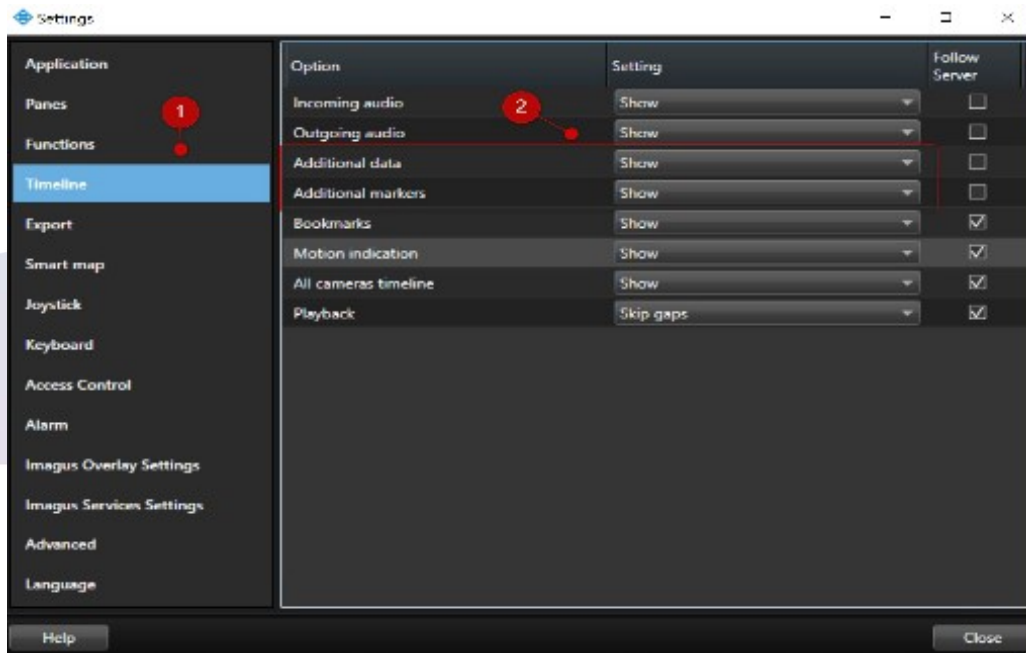 Settings
Application
Panes
1
Functions
Timeline
Export
Smart map
Joystick
Keyboard
Access Control
Alarm
Imagus Overlay Settings
Imagus Services Settings
Advanced
Language
Option Setting Follow
Server
Incoming audio 2 Show
Outgoing audio Show
Additional data Show
Additional markers Show
Bookmarks Show
Motion indication Show
All cameras timeline Show
Playback Skip gaps
Help Close